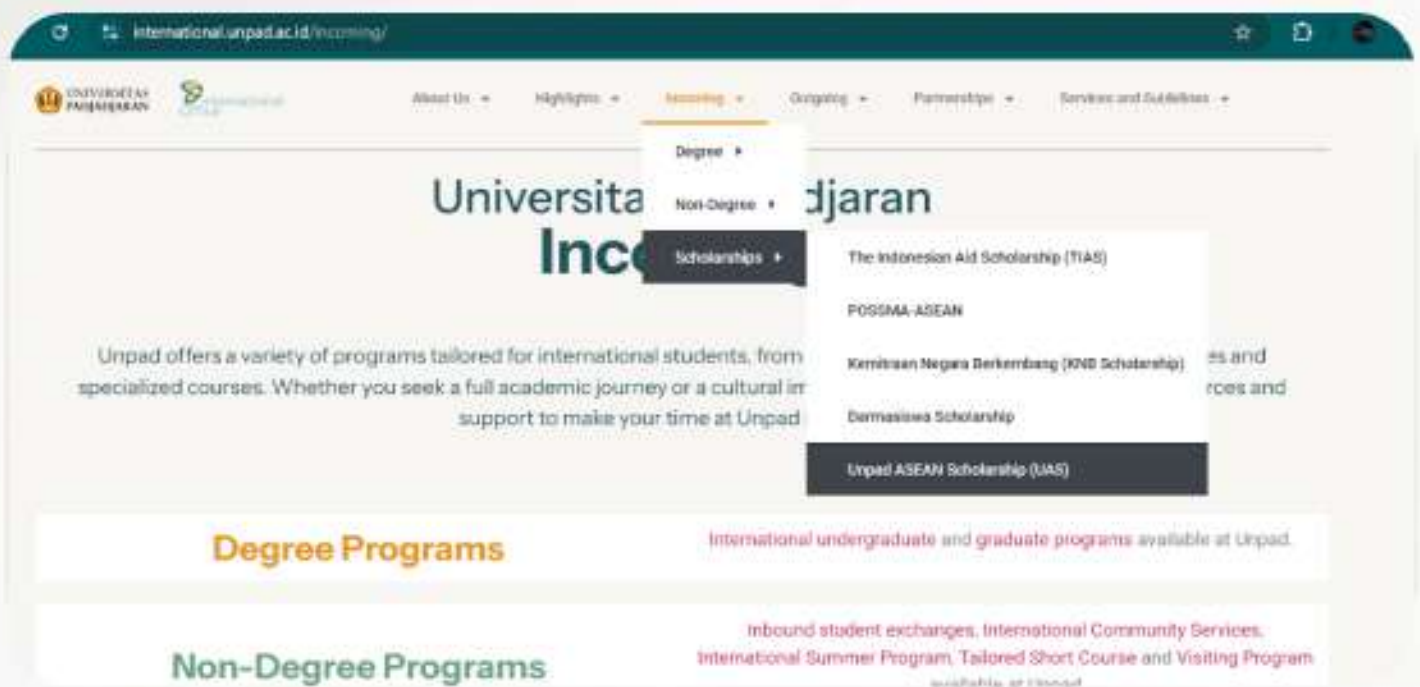 international.unpad.ac.id/incoming/
UNIVERSITAS
PADJADJARAN
About Us
Highlights
Incoming
Outgoing
Partnerships
Services and Guidelines
Degree
Non-Degree
Scholarships
The Indonesian Aid Scholarship (TIAS)
POSSMA-ASEAN
Kemitraan Negara Berkembang (KNB Scholarship)
Darmasiswa Scholarship
Unpad ASEAN Scholarship (UAS)
Universita djaran
Inco
Unpad offers a variety of programs tailored for international students, from es and
specialized courses. Whether you seek a full academic journey or a cultural im rces and
support to make your time at Unpad
Degree Programs
International undergraduate and graduate programs available at Unpad.
Non-Degree Programs
Inbound student exchanges, International Community Services,
International Summer Program, Tailored Short Course and Visiting Program
available at Unpad